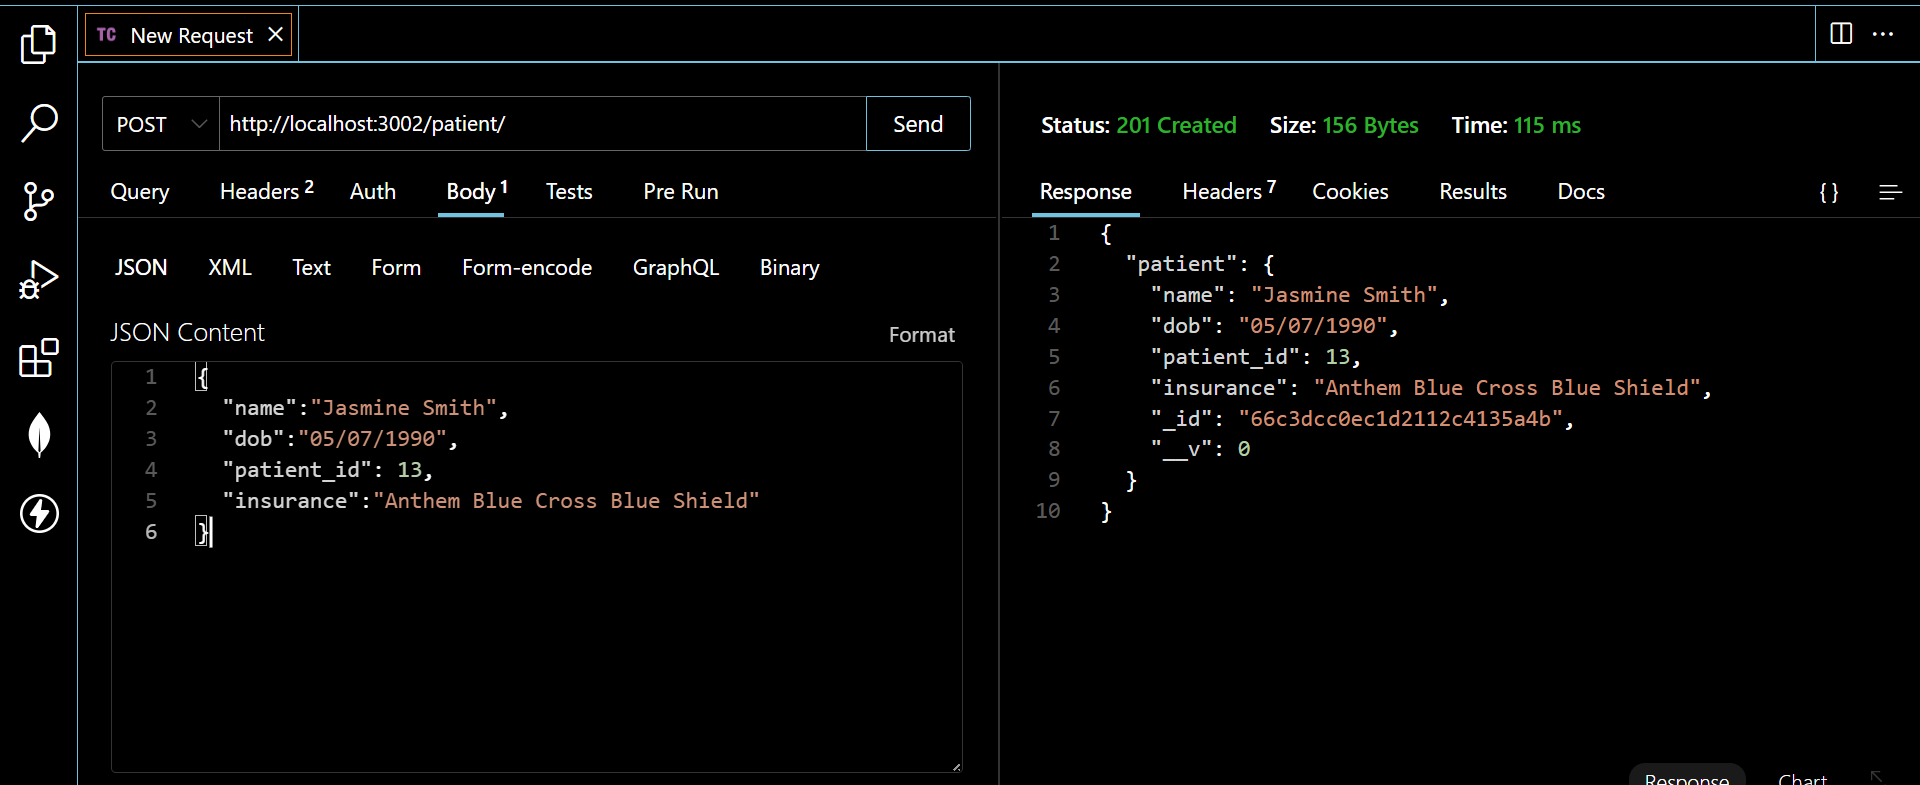 TC New Request
POST http://localhost:3002/patient/ Send
Query Headers 2 Auth Body 1 Tests Pre Run
JSON XML Text Form Form-encode GraphQL Binary
JSON Content Format
1 {
2 "name":"Jasmine Smith",
3 "dob":"05/07/1990",
4 "patient_id": 13,
5 "insurance":"Anthem Blue Cross Blue Shield"
6 }
Status: 201 Created Size: 156 Bytes Time: 115 ms
Response Headers 7 Cookies Results Docs { }
1 {
2 "patient": {
3 "name": "Jasmine Smith",
4 "dob": "05/07/1990",
5 "patient_id": 13,
6 "insurance": "Anthem Blue Cross Blue Shield",
7 "_id": "66c3dcc0ec1d2112c4135a4b",
8 "__v": 0
9 }
10 }
Response Chart